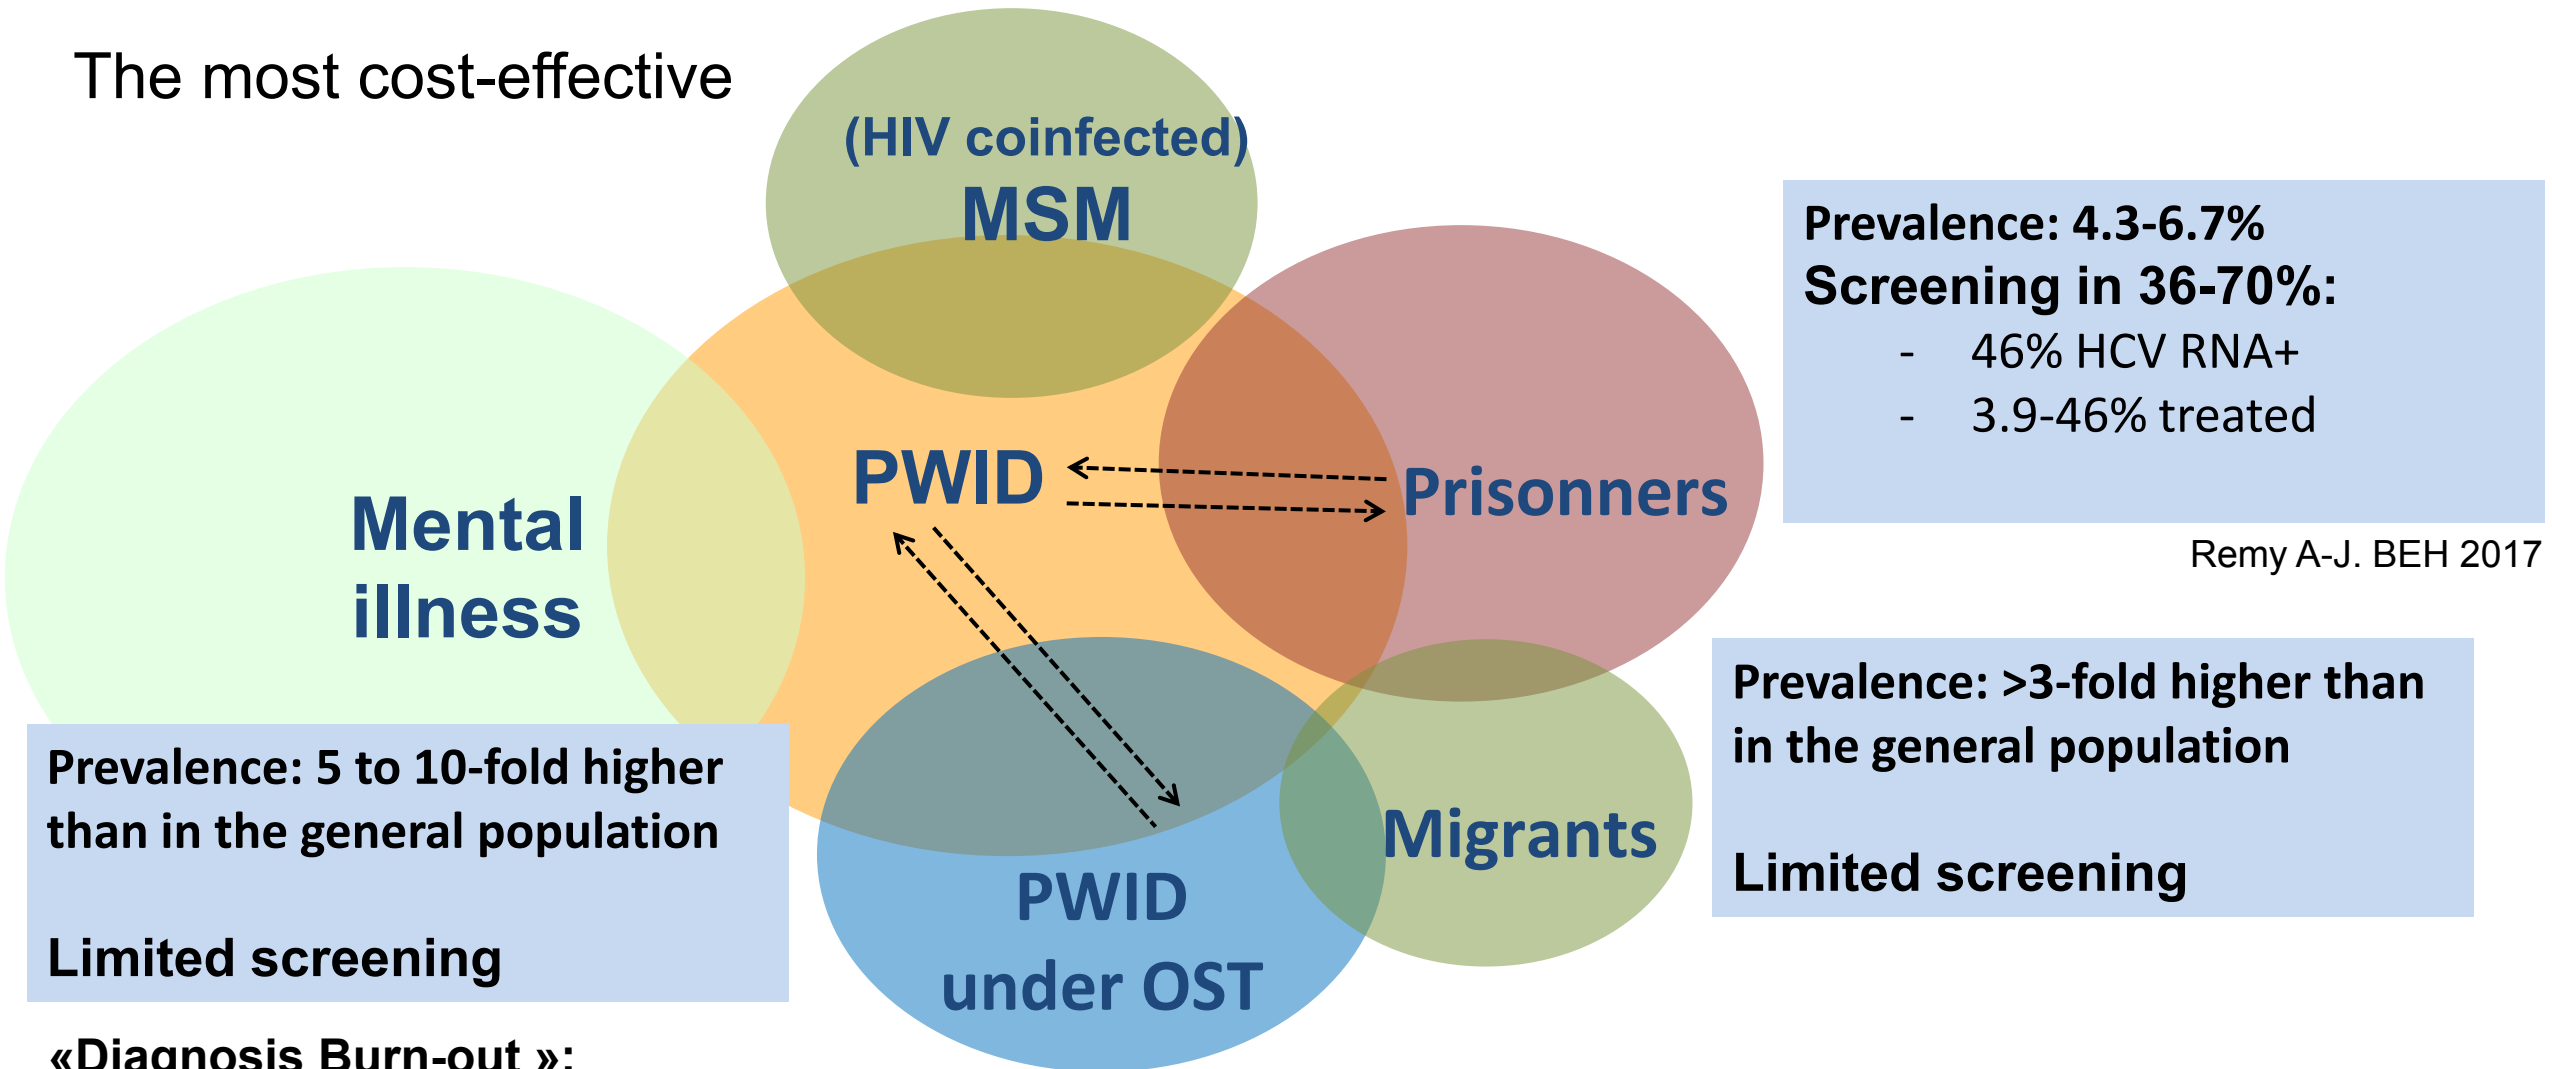 The most cost-effective
(HIV coinfected)
MSM
Prevalence: 4.3-6.7%
Screening in 36-70%:
- 46% HCV RNA+
- 3.9-46% treated
Remy A-J. BEH 2017
PWID
Prisonners
Mental
illness
Prevalence: >3-fold higher than
in the general population
Limited screening
Migrants
Prevalence: 5 to 10-fold higher
than in the general population
Limited screening
PWID
under OST
«Diagnosis Burn-out »: